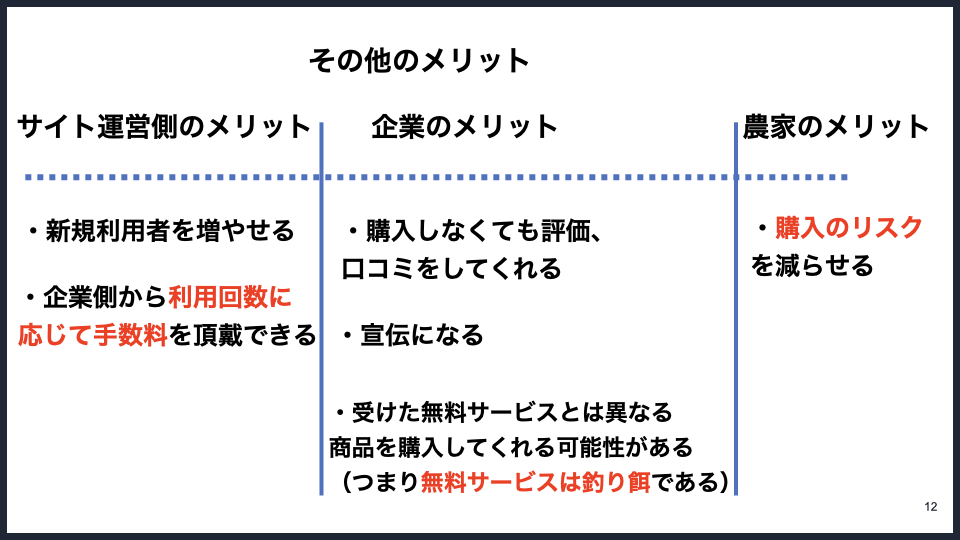 その他のメリット
サイト運営側のメリット
・新規利用者を増やせる
・企業側から利用回数に
応じて手数料を頂戴できる
企業のメリット
・購入しなくても評価、
口コミをしてくれる
・宣伝になる
・受けた無料サービスとは異なる
商品を購入してくれる可能性がある
（つまり無料サービスは釣り餌である）
農家のメリット
・購入のリスク
を減らせる
12